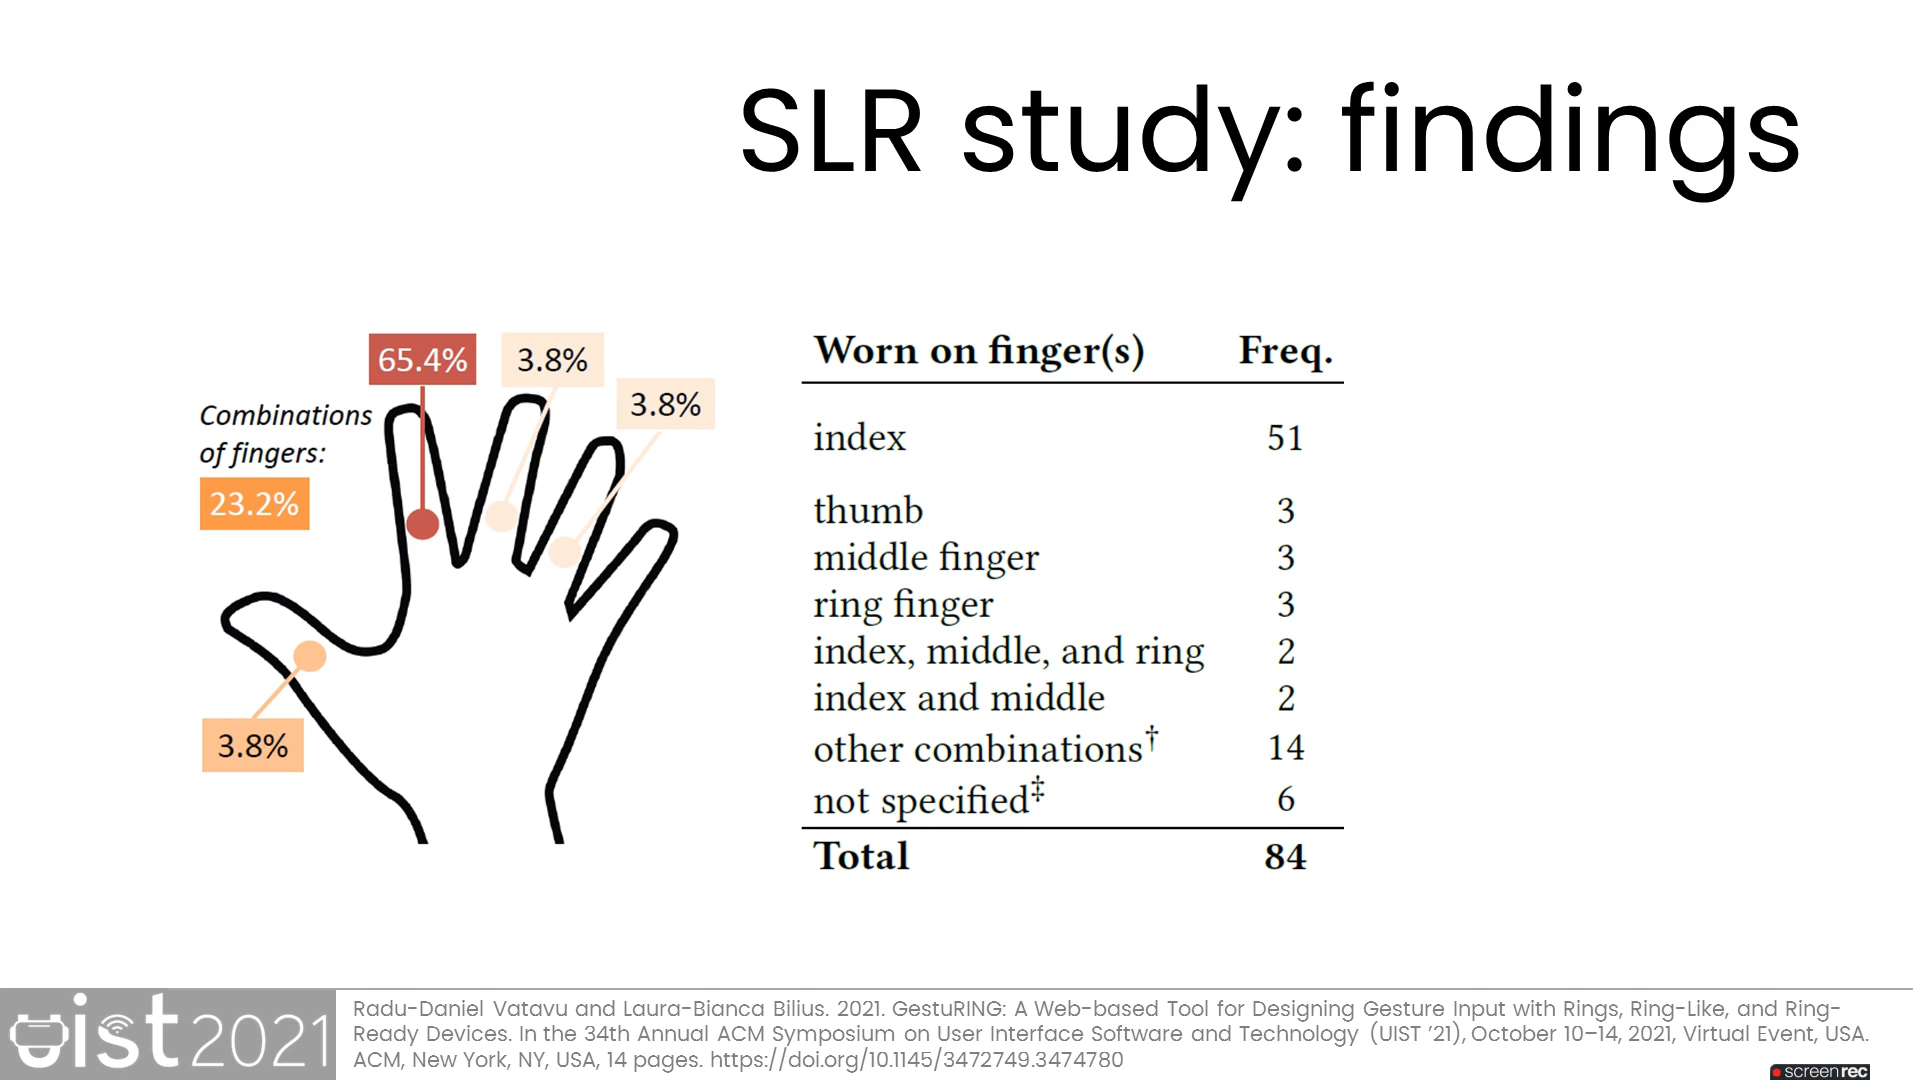 SLR study: findings
65.4%
3.8%
3.8%
Combinations
of fingers:
23.2%
3.8%
Worn on finger(s) Freq.
index 51
thumb 3
middle finger 3
ring finger 3
index, middle, and ring 2
index and middle 2
other combinations† 14
not specified‡ 6
Total 84
uist 2021
Radu-Daniel Vatavu and Laura-Bianca Bilius. 2021. GestuRING: A Web-based Tool for Designing Gesture Input with Rings, Ring-Like, and Ring-
Ready Devices. In the 34th Annual ACM Symposium on User Interface Software and Technology (UIST ’21), October 10–14, 2021, Virtual Event, USA.
ACM, New York, NY, USA, 14 pages. https://doi.org/10.1145/3472749.3474780
screenrec